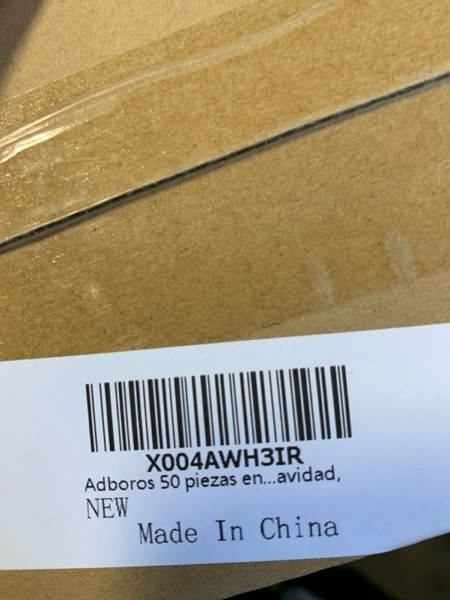 X004AWH3IR
Adboros 50 piezas en...avidad,
NEW
Made In China